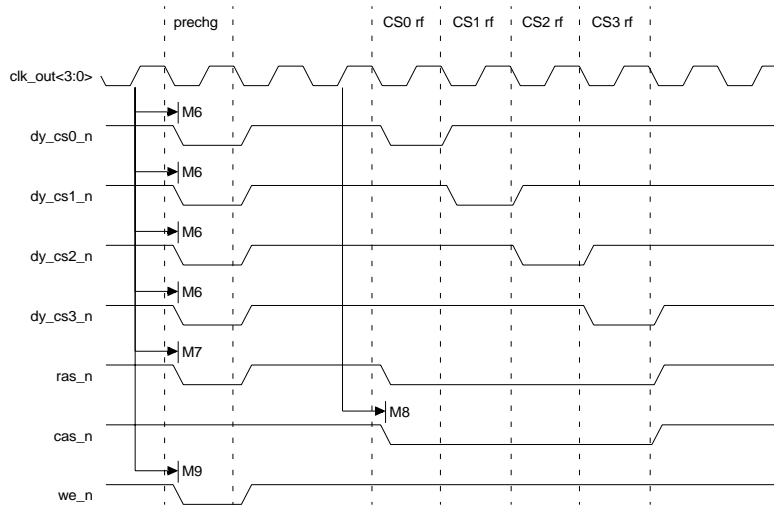 prechg CS0 rf CS1 rf CS2 rf CS3 rf
clk_out<3:0>
M6
dy_cs0_n
M6
dy_cs1_n
M6
dy_cs2_n
M6
dy_cs3_n
M7
ras_n
M8
cas_n
M9
we_n